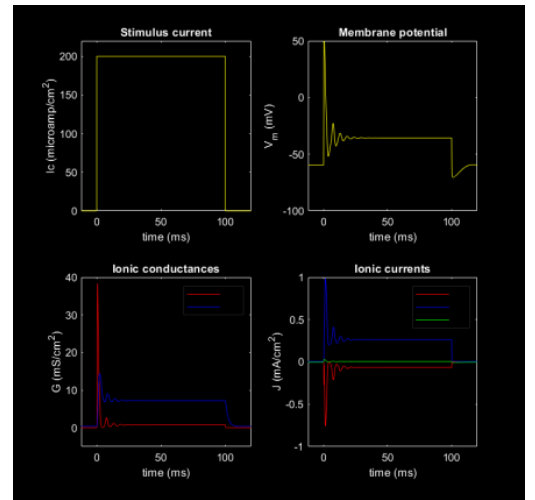 Stimulus current
Ic (microamp/cm²)
200
150
100
50
0
0
50
100
time (ms)
Membrane potential
Vₘ (mV)
50
0
-50
-100
0
50
100
time (ms)
Ionic conductances
G (mS/cm²)
40
30
20
10
0
0
50
100
time (ms)
Ionic currents
J (mA/cm²)
1
0.5
0
-0.5
-1
0
50
100
time (ms)